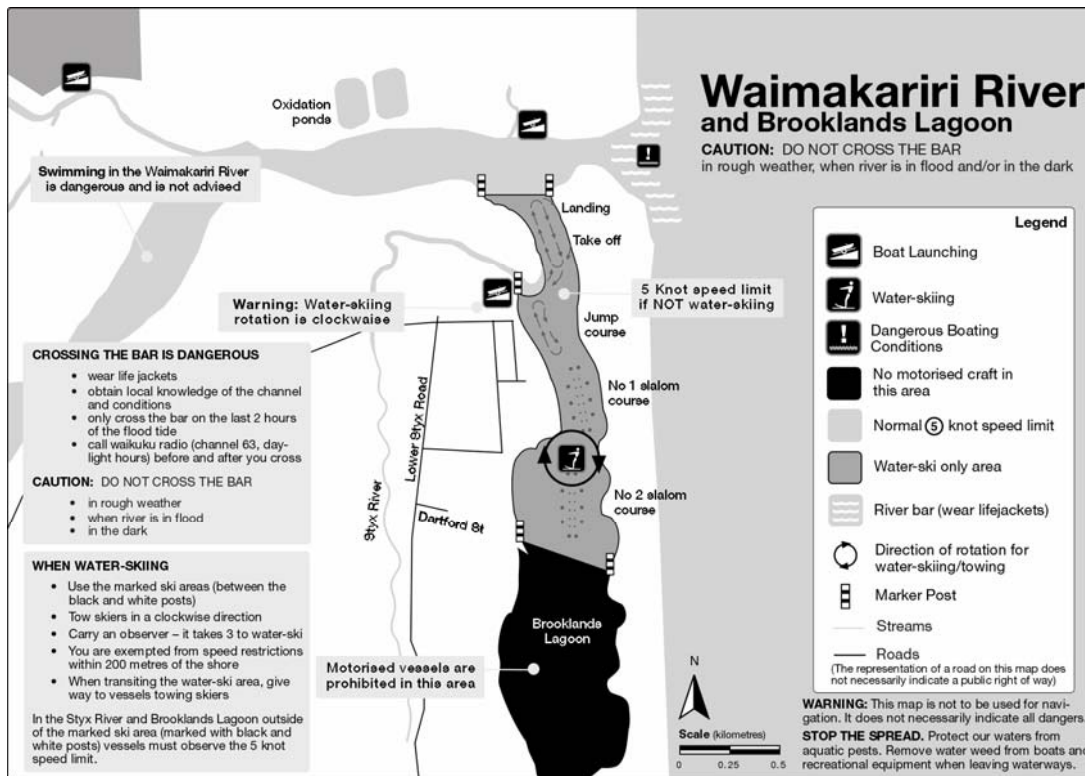 Waimakariri River
and Brooklands Lagoon
CAUTION: DO NOT CROSS THE BAR
in rough weather, when river is in flood and/or in the dark
Oxidation
ponds
Swimming in the Waimakariri River
is dangerous and is not advised
Landing
Take off
Warning: Water-skiing
rotation is clockwaise
5 Knot speed limit
if NOT water-skiing
Jump
course
No 1 slalom
course
No 2 slalom
course
Lower Styx Road
Styx River
Dartford St
Brooklands
Lagoon
Motorised vessels are
prohibited in this area
CROSSING THE BAR IS DANGEROUS
• wear life jackets
• obtain local knowledge of the channel
and conditions
• only cross the bar on the last 2 hours
of the flood tide
• call waikuku radio (channel 63, day-
light hours) before and after you cross
CAUTION: DO NOT CROSS THE BAR
• in rough weather
• when river is in flood
• in the dark
WHEN WATER-SKIING
• Use the marked ski areas (between the
black and white posts)
• Tow skiers in a clockwise direction
• Carry an observer – it takes 3 to water-ski
• You are exempted from speed restrictions
within 200 metres of the shore
• When transiting the water-ski area, give
way to vessels towing skiers
In the Styx River and Brooklands Lagoon outside
of the marked ski area (marked with black and
white posts) vessels must observe the 5 knot
speed limit.
Legend
Boat Launching
Water-skiing
Dangerous Boating
Conditions
No motorised craft in
this area
Normal 5 knot speed limit
Water-ski only area
River bar (wear lifejackets)
Direction of rotation for
water-skiing/towing
Marker Post
Streams
Roads
(The representation of a road on this map does
not necessarily indicate a public right of way)
N
Scale (kilometres)
0 0.25 0.5
WARNING: This map is not to be used for navi-
gation. It does not necessarily indicate all dangers.
STOP THE SPREAD. Protect our waters from
aquatic pests. Remove water weed from boats and
recreational equipment when leaving waterways.